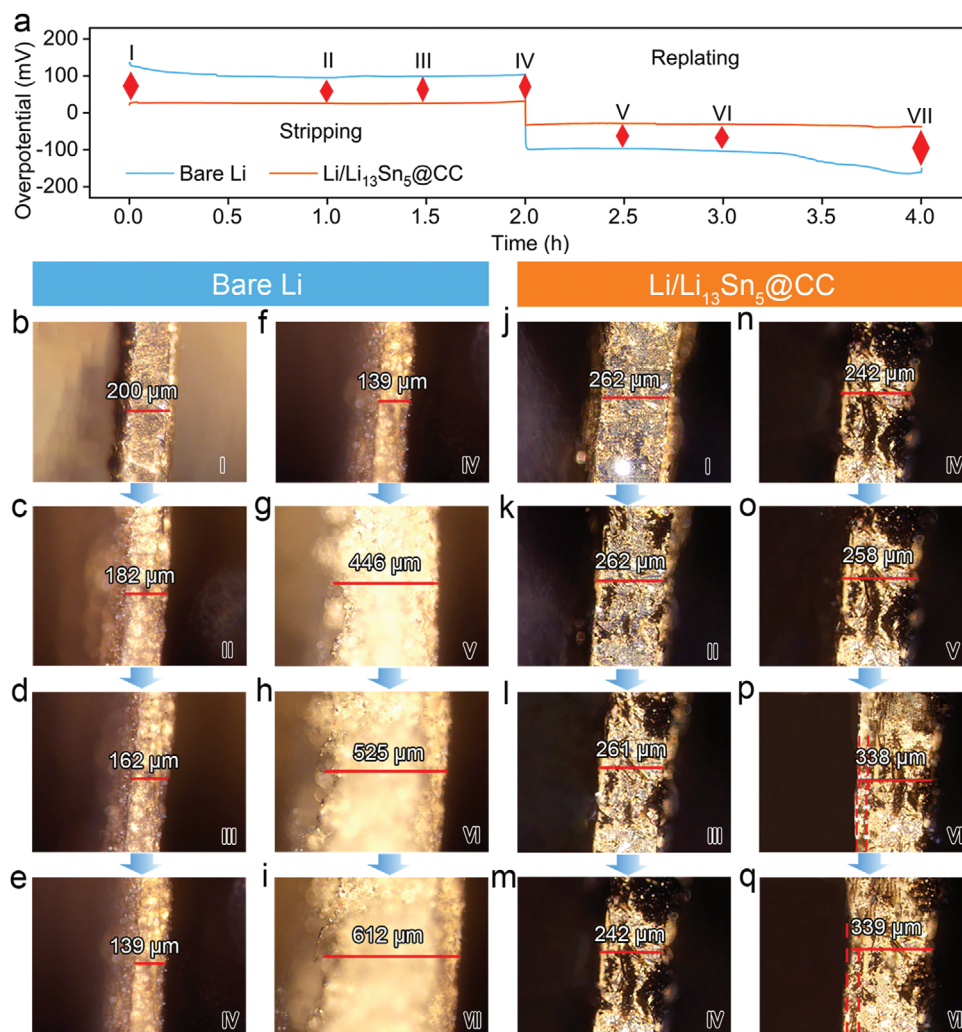 a
200
100
0
-100
-200
Overpotential (mV)
I
II
III
IV
Replating
V
VI
VII
Stripping
Bare Li
Li/Li₁₃Sn₅@CC
0.0 0.5 1.0 1.5 2.0 2.5 3.0 3.5 4.0
Time (h)
Bare Li
Li/Li₁₃Sn₅@CC
b
200 µm
I
f
139 µm
IV
j
262 µm
I
n
242 µm
IV
c
182 µm
II
g
446 µm
V
k
262 µm
II
o
258 µm
V
d
162 µm
III
h
525 µm
VI
l
261 µm
III
p
338 µm
VI
e
139 µm
IV
i
612 µm
VII
m
242 µm
IV
q
339 µm